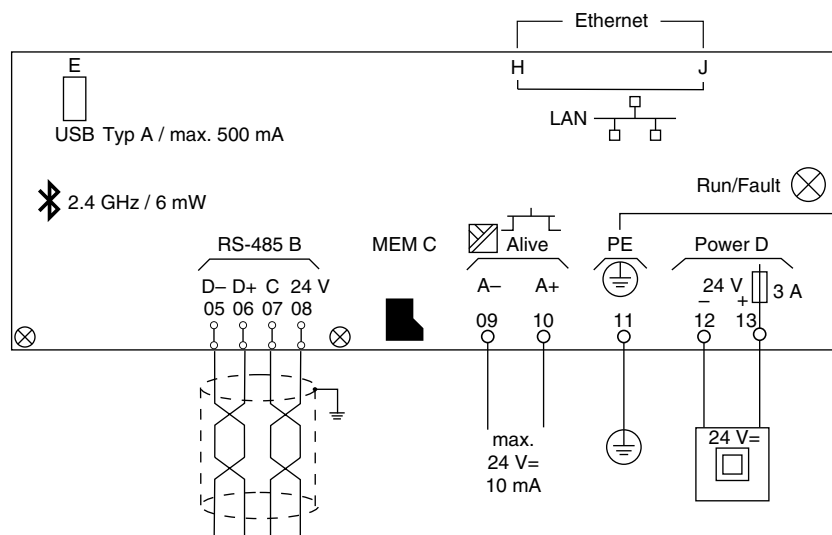 Ethernet
E
H J
USB Typ A / max. 500 mA
LAN
2.4 GHz / 6 mW
Run/Fault
RS-485 B MEM C Alive PE Power D
D– D+ C 24 V A– A+ 24 V 3 A
– +
05 06 07 08 09 10 11 12 13
max. 24 V=
24 V=
10 mA